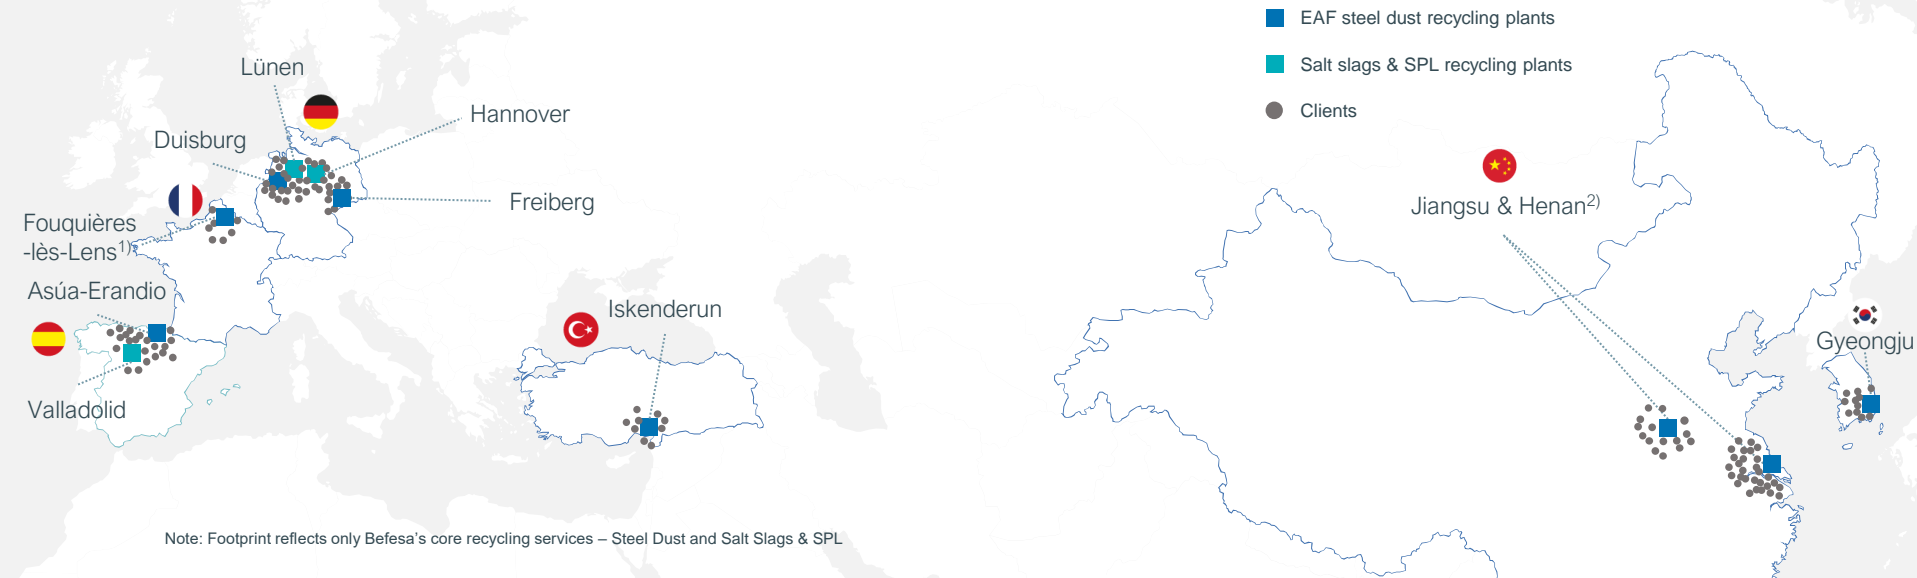 EAF steel dust recycling plants
Salt slags & SPL recycling plants
Clients
Lünen
Hannover
Duisburg
Freiberg
Fouquières
-lès-Lens1)
Asúa-Erandio
Valladolid
Iskenderun
Jiangsu & Henan2)
Gyeongju
Note: Footprint reflects only Befesa's core recycling services – Steel Dust and Salt Slags & SPL